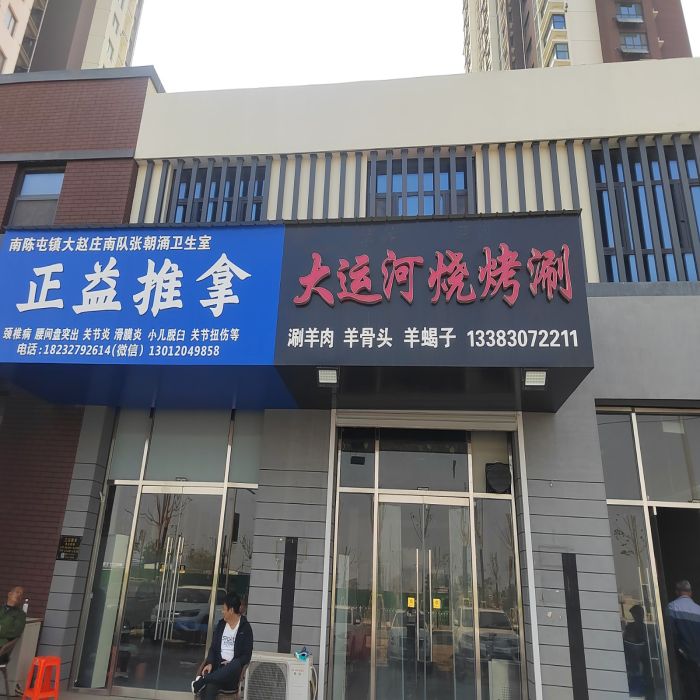 南陈屯镇大赵庄南队张朝涌卫生室
正益推拿
颈椎病 腰间盘突出 关节炎 滑膜炎 小儿脱臼 关节扭伤等
电话:18232792614(微信) 13012049858
大运河烧烤涮
涮羊肉 羊骨头 羊蝎子 13383072211